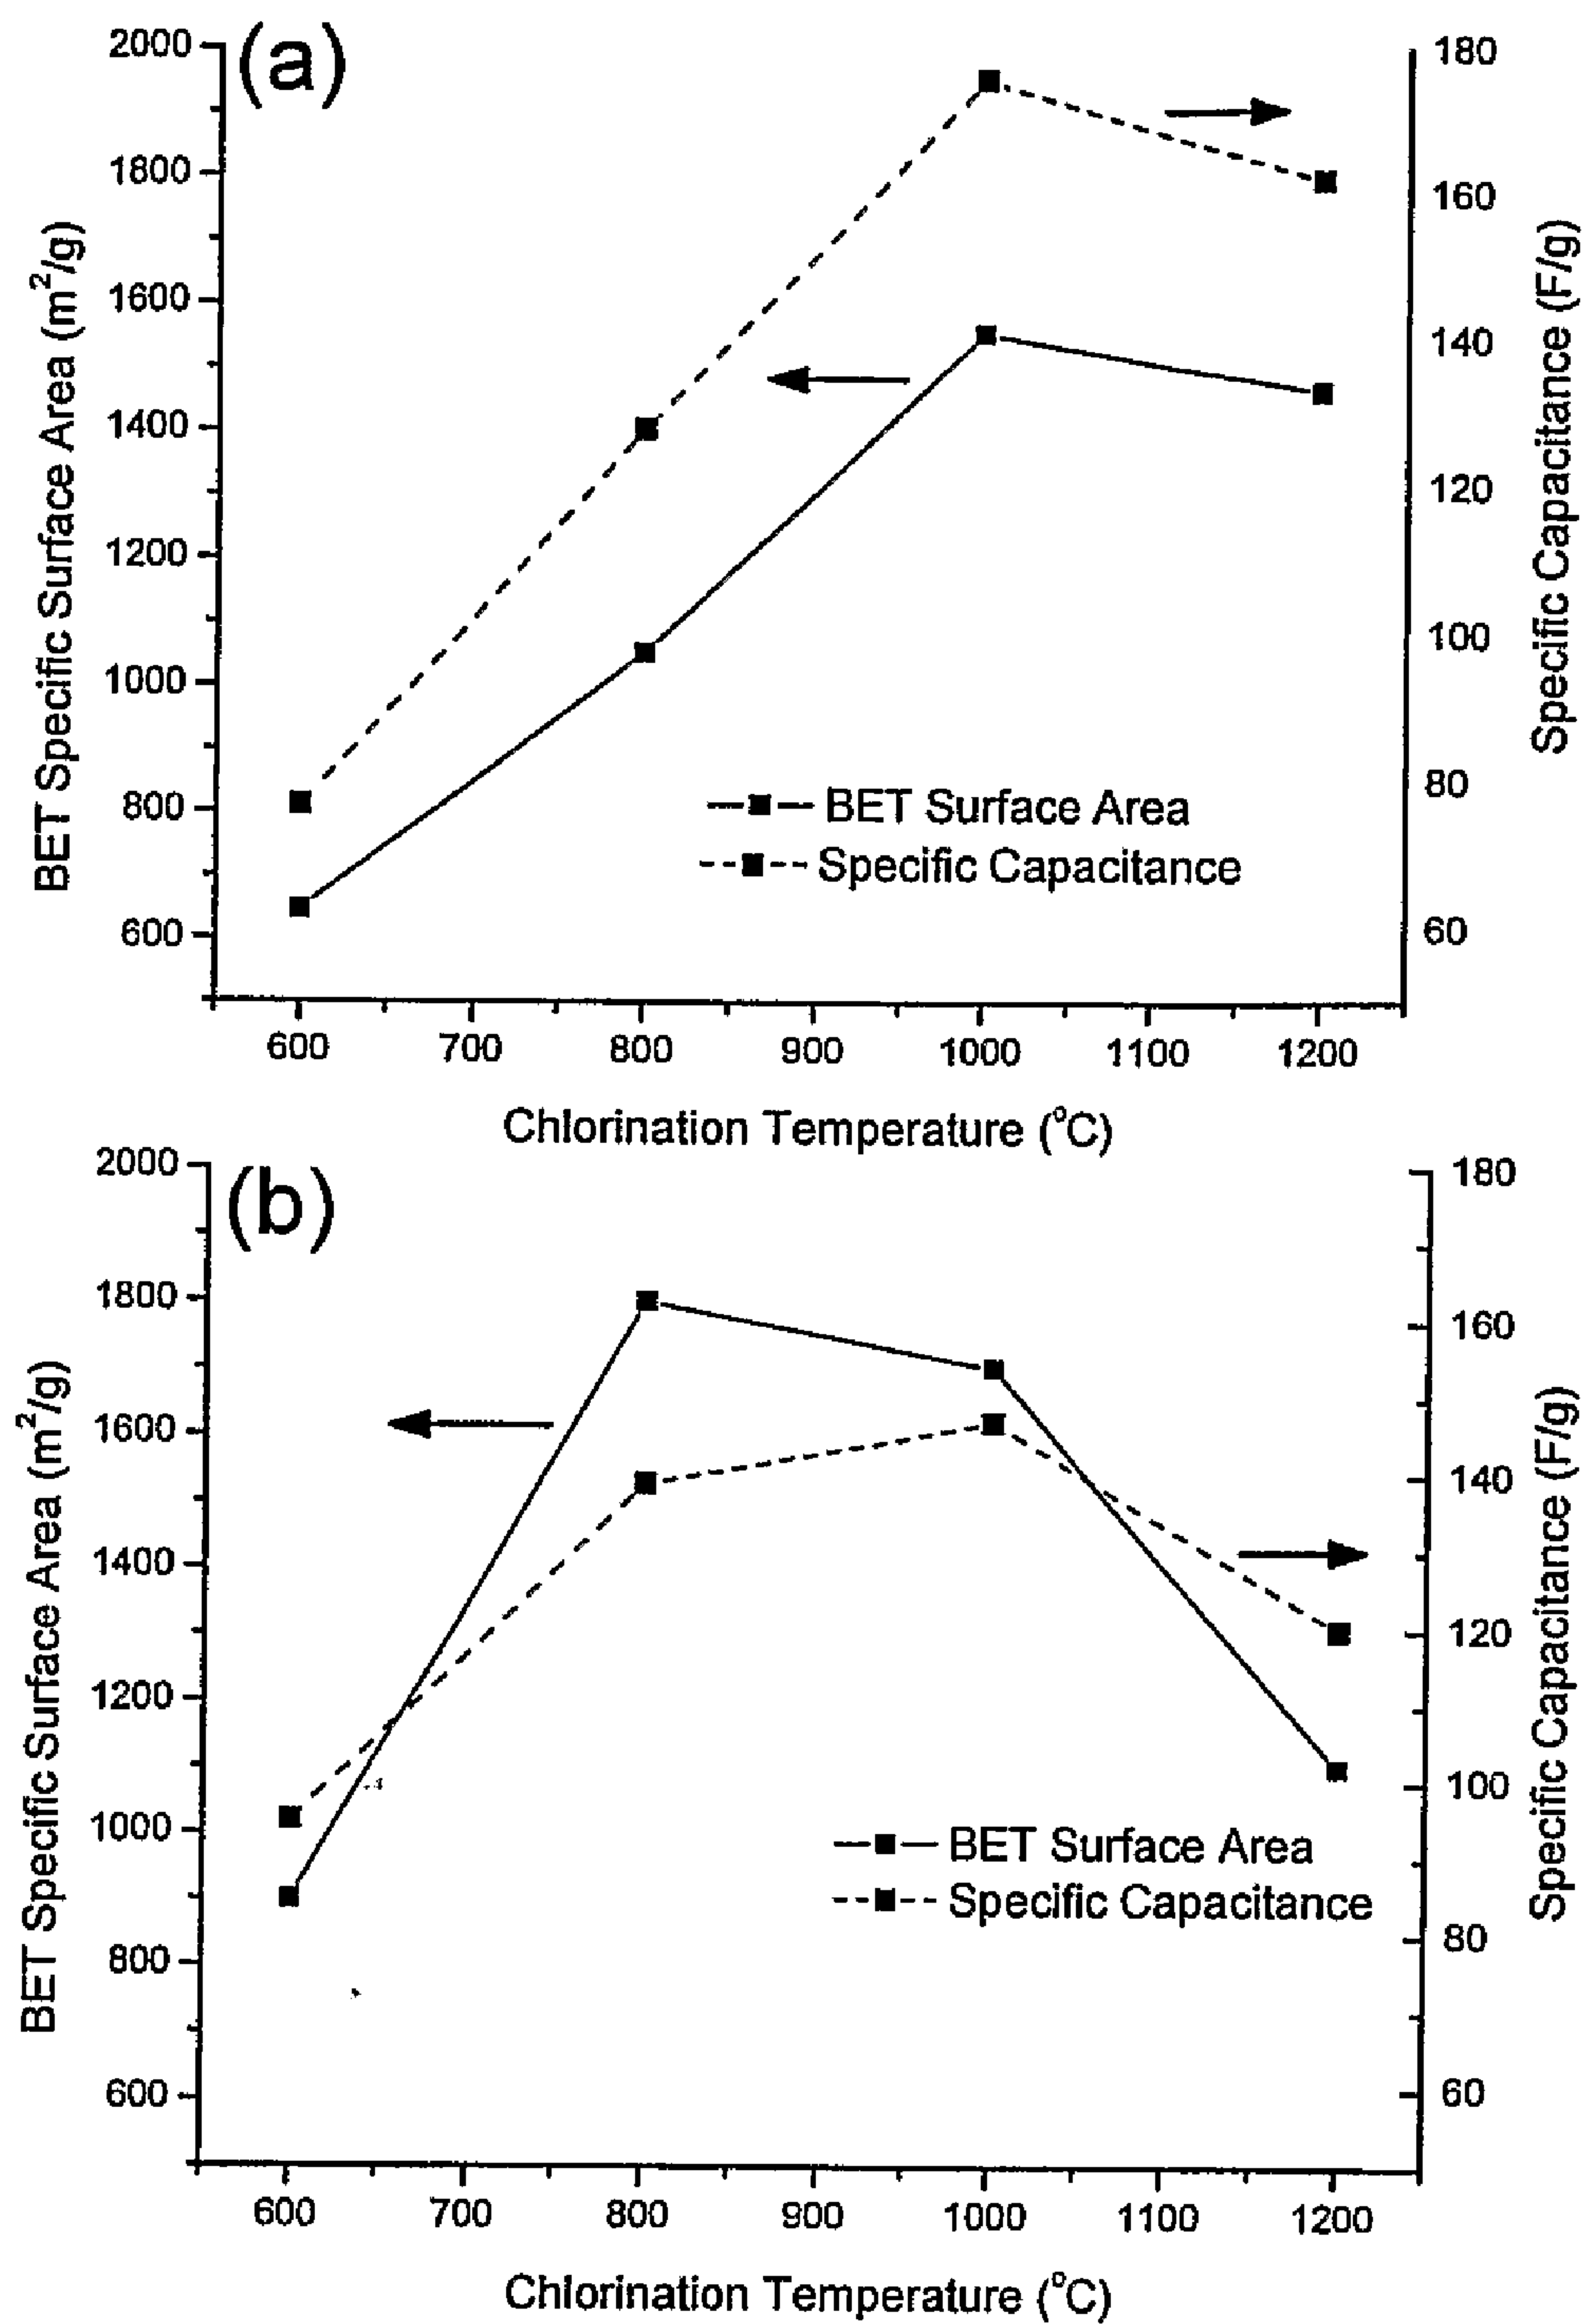 (a)
2000
1800
1600
1400
1200
1000
800
600
BET Specific Surface Area (m²/g)
180
160
140
120
100
80
60
Specific Capacitance (F/g)
BET Surface Area
Specific Capacitance
600 700 800 900 1000 1100 1200
Chlorination Temperature (°C)
(b)
2000
1800
1600
1400
1200
1000
800
600
BET Specific Surface Area (m²/g)
180
160
140
120
100
80
60
Specific Capacitance (F/g)
BET Surface Area
Specific Capacitance
600 700 800 900 1000 1100 1200
Chlorination Temperature (°C)